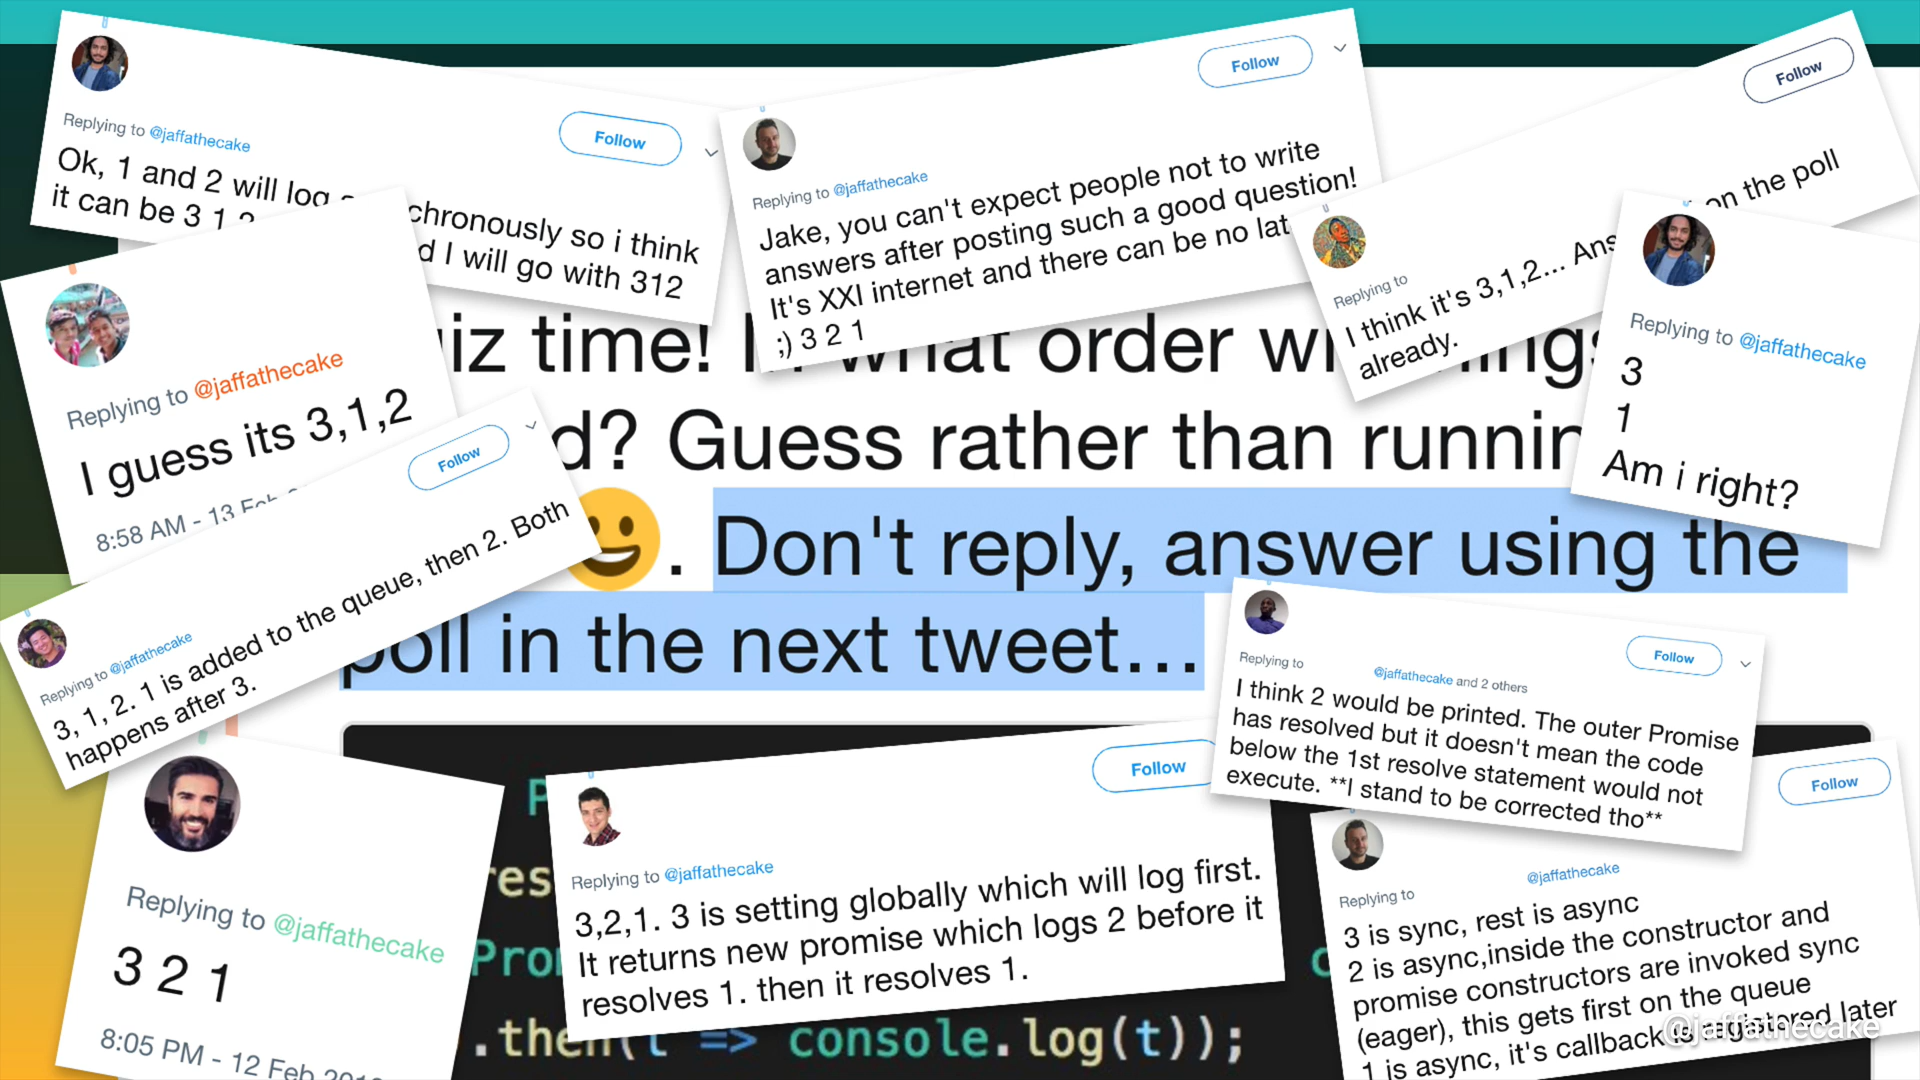 Follow
Replying to @jaffathecake
Ok, 1 and 2 will log chronously so i think
it can be 3 1 2 d I will go with 312
Follow
Replying to @jaffathecake
Jake, you can't expect people not to write
answers after posting such a good question!
It's XXI internet and there can be no lat
;) 3 2 1
Follow
Replying to
I think it's 3,1,2... Ans on the poll
already.
Replying to @jaffathecake
3
1
Am i right?
Replying to @jaffathecake
I guess its 3,1,2
8:58 AM - 13 Feb
iz time! In what order wi ings
d? Guess rather than runnin
😀. Don't reply, answer using the
poll in the next tweet...
Follow
Replying to @jaffathecake
3, 1, 2. 1 is added to the queue, then 2. Both
happens after 3.
Follow
Replying to
@jaffathecake and 2 others
I think 2 would be printed. The outer Promise
has resolved but it doesn't mean the code
below the 1st resolve statement would not
execute. **I stand to be corrected tho**
Replying to @jaffathecake
3 2 1
8:05 PM - 12 Feb
Follow
Replying to @jaffathecake
3,2,1. 3 is setting globally which will log first.
It returns new promise which logs 2 before it
resolves 1. then it resolves 1.
Follow
Replying to
@jaffathecake
3 is sync, rest is async
2 is async,inside the constructor and
promise constructors are invoked sync
(eager), this gets first on the queue
1 is async, it's callback is registered later
P
res
Pro c
.then(t => console.log(t));
@jaffathecake